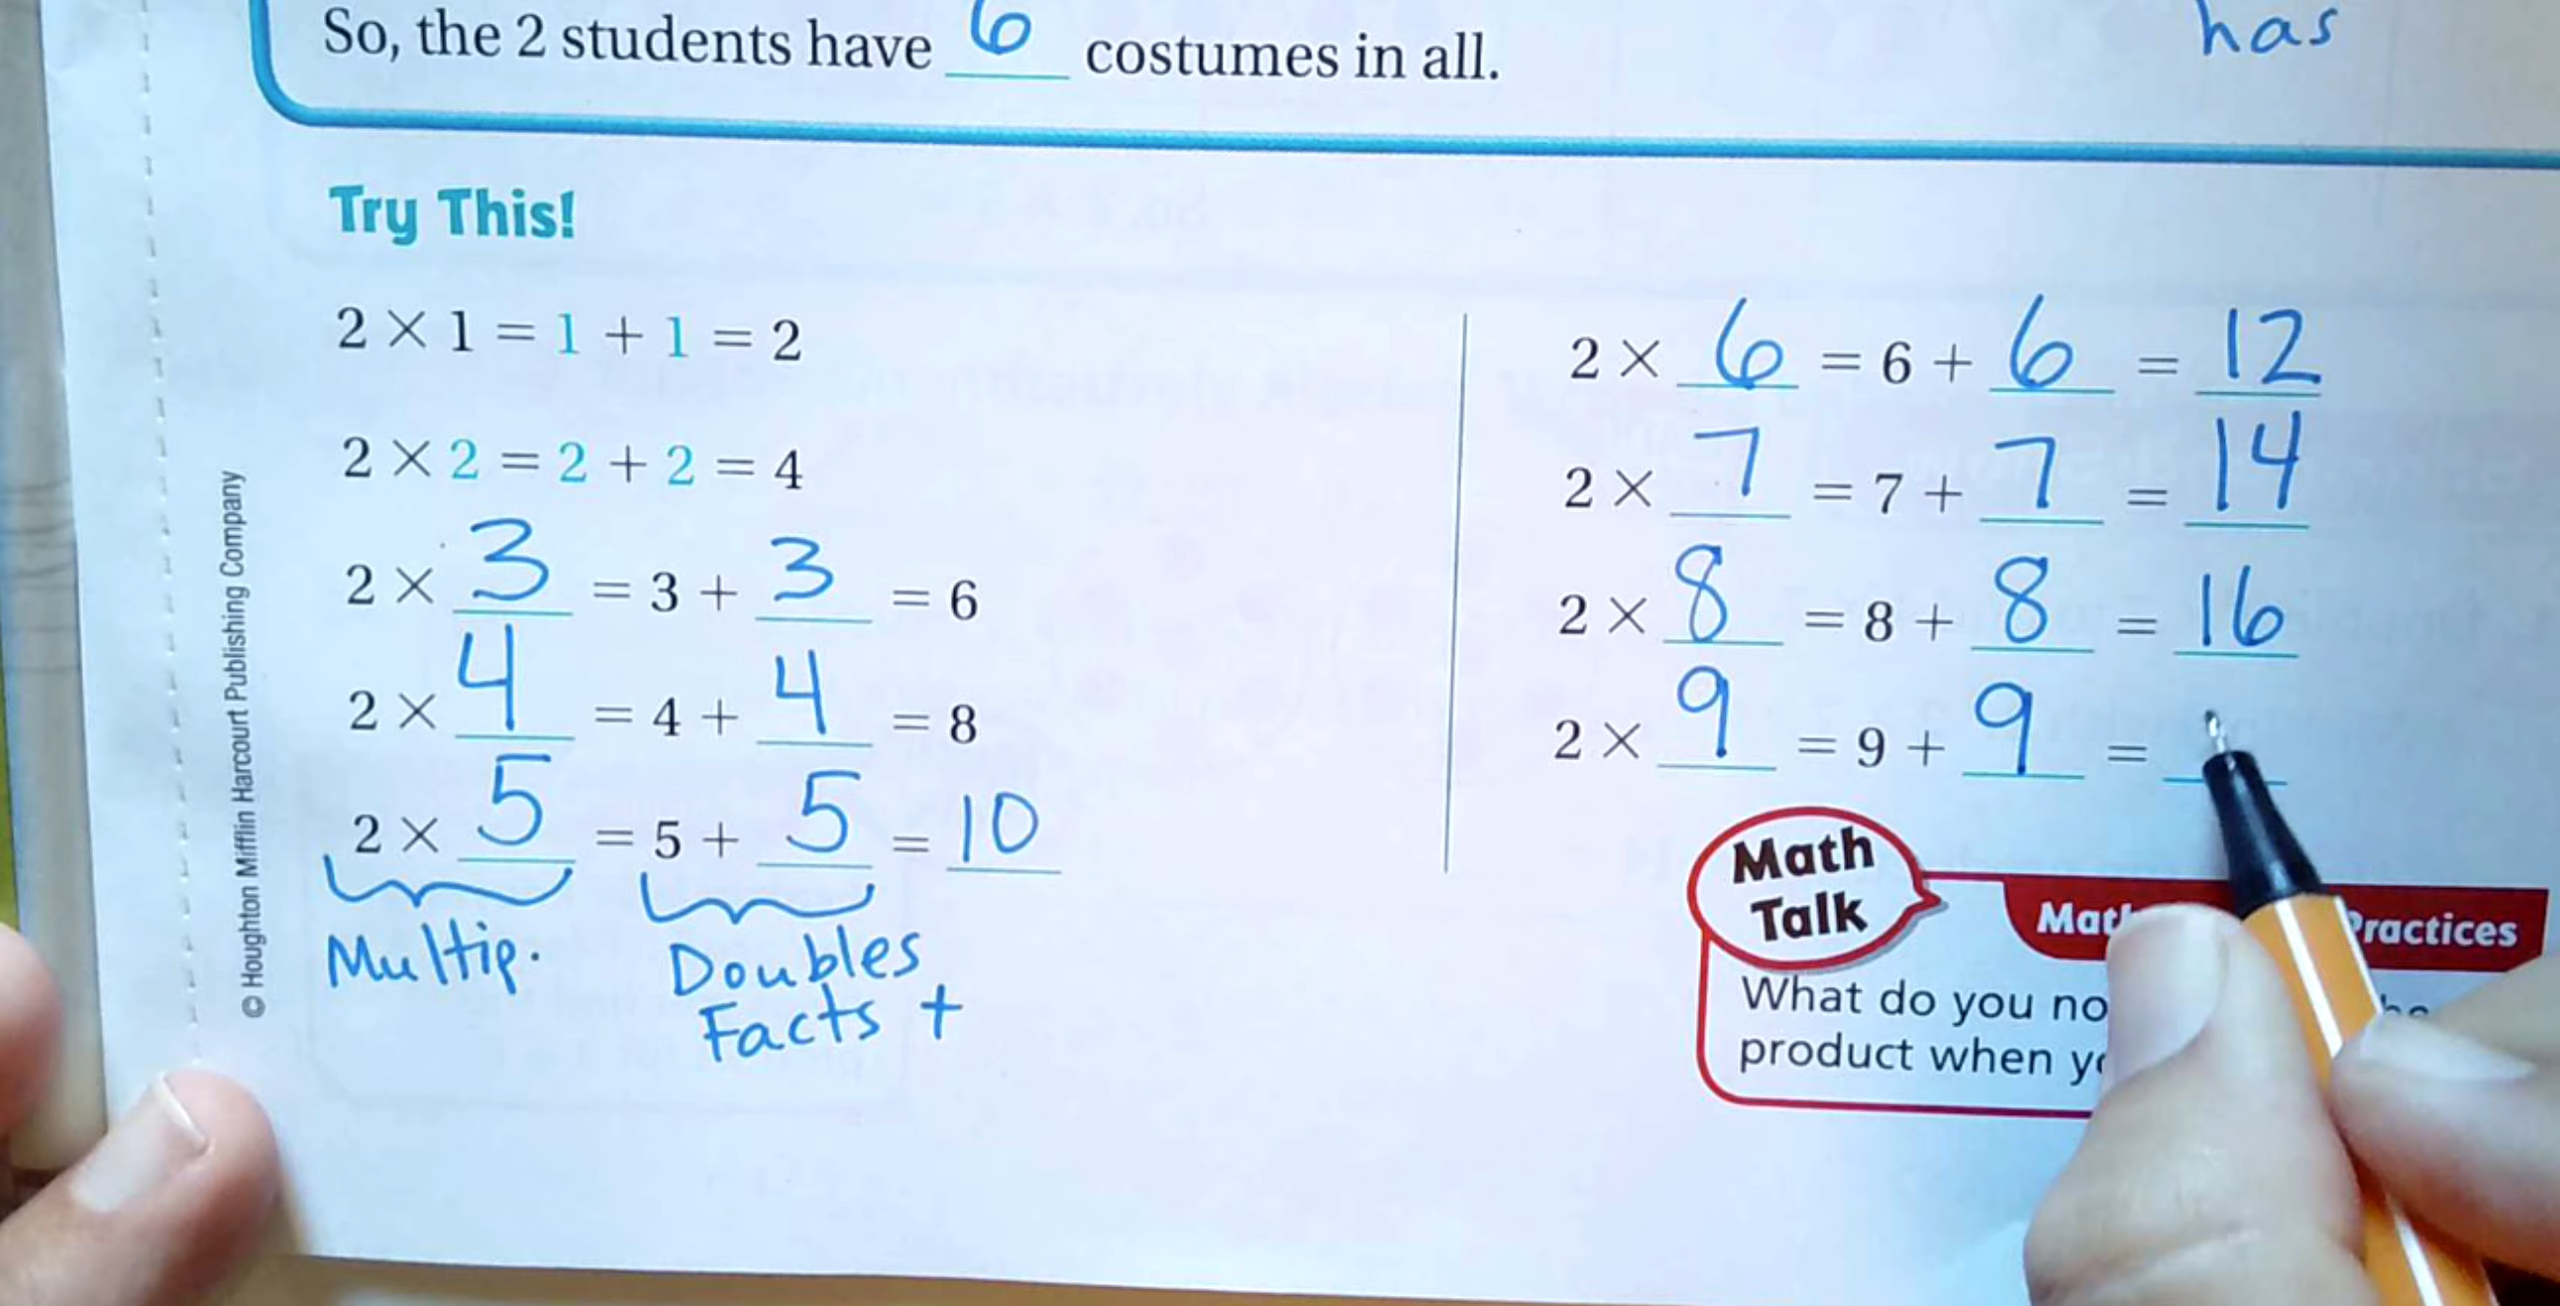 So, the 2 students have 6 costumes in all.
has
Try This!
2 × 1 = 1 + 1 = 2
2 × 2 = 2 + 2 = 4
2 × 3 = 3 + 3 = 6
2 × 4 = 4 + 4 = 8
2 × 5 = 5 + 5 = 10
Multip.
Doubles
Facts +
2 × 6 = 6 + 6 = 12
2 × 7 = 7 + 7 = 14
2 × 8 = 8 + 8 = 16
2 × 9 = 9 + 9 =
Math
Talk
Practices
What do you
product when
© Houghton Mifflin Harcourt Publishing Company